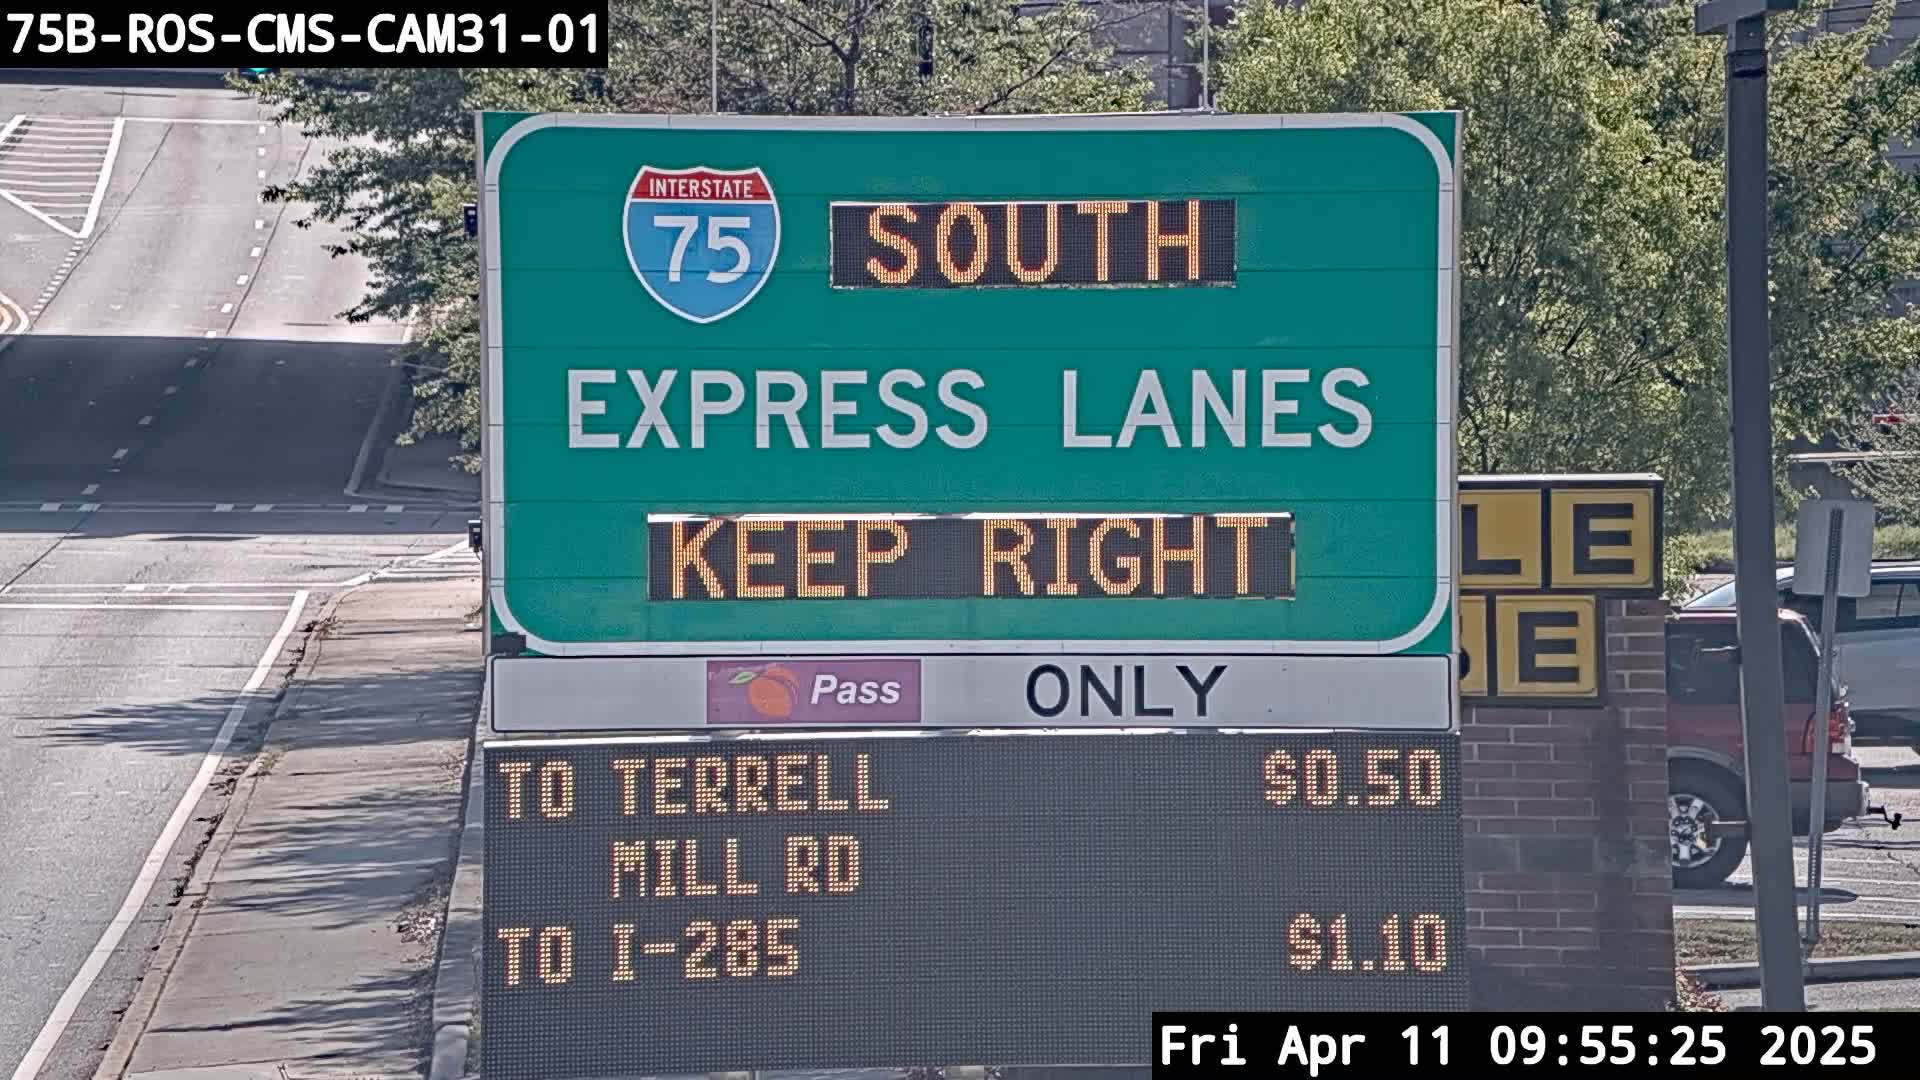 75B-ROS-CMS-CAM31-01
INTERSTATE
75
SOUTH
EXPRESS LANES
KEEP RIGHT
Pass ONLY
TO TERRELL $0.50
MILL RD
TO I-285 $1.10
LE
E
Fri Apr 11 09:55:25 2025